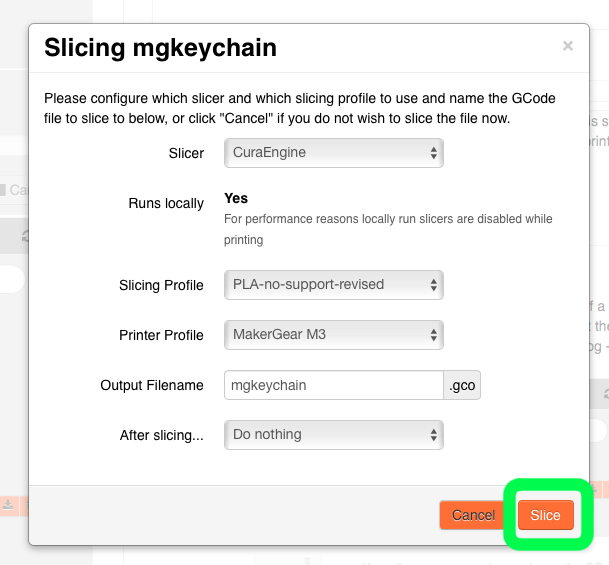 Slicing mgkeychain
×
Please configure which slicer and which slicing profile to use and name the GCode
file to slice to below, or click "Cancel" if you do not wish to slice the file now.
Slicer CuraEngine
Runs locally Yes
For performance reasons locally run slicers are disabled while
printing
Slicing Profile PLA-no-support-revised
Printer Profile MakerGear M3
Output Filename mgkeychain .gco
After slicing... Do nothing
Cancel Slice